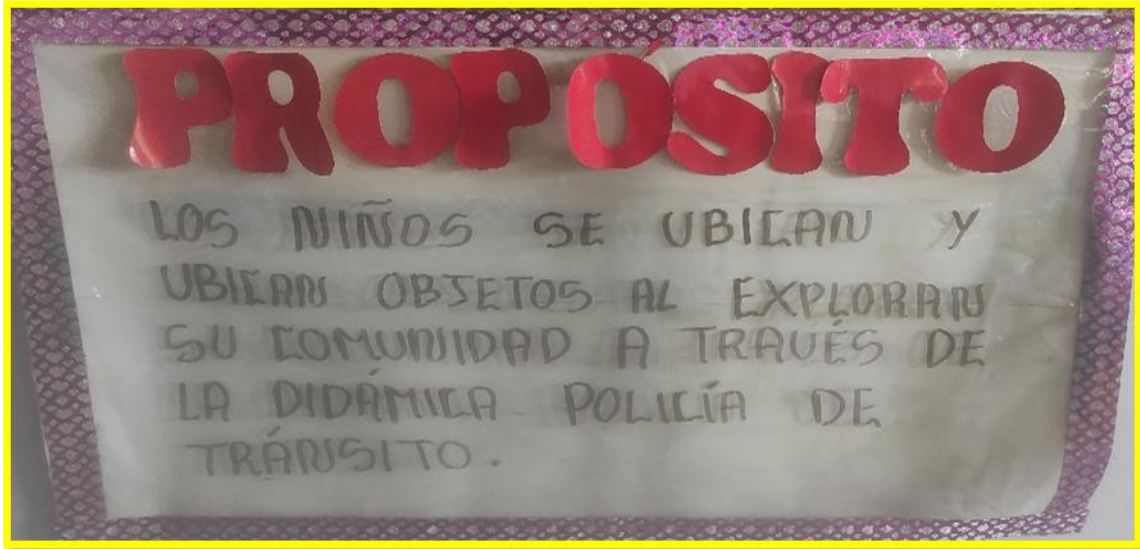 PROPÓSITO
LOS NIÑOS SE UBICAN Y
UBICAN OBJETOS AL EXPLORAN
SU COMUNIDAD A TRAVÉS DE
LA DIDÁMICA POLICÍA DE
TRÁNSITO.